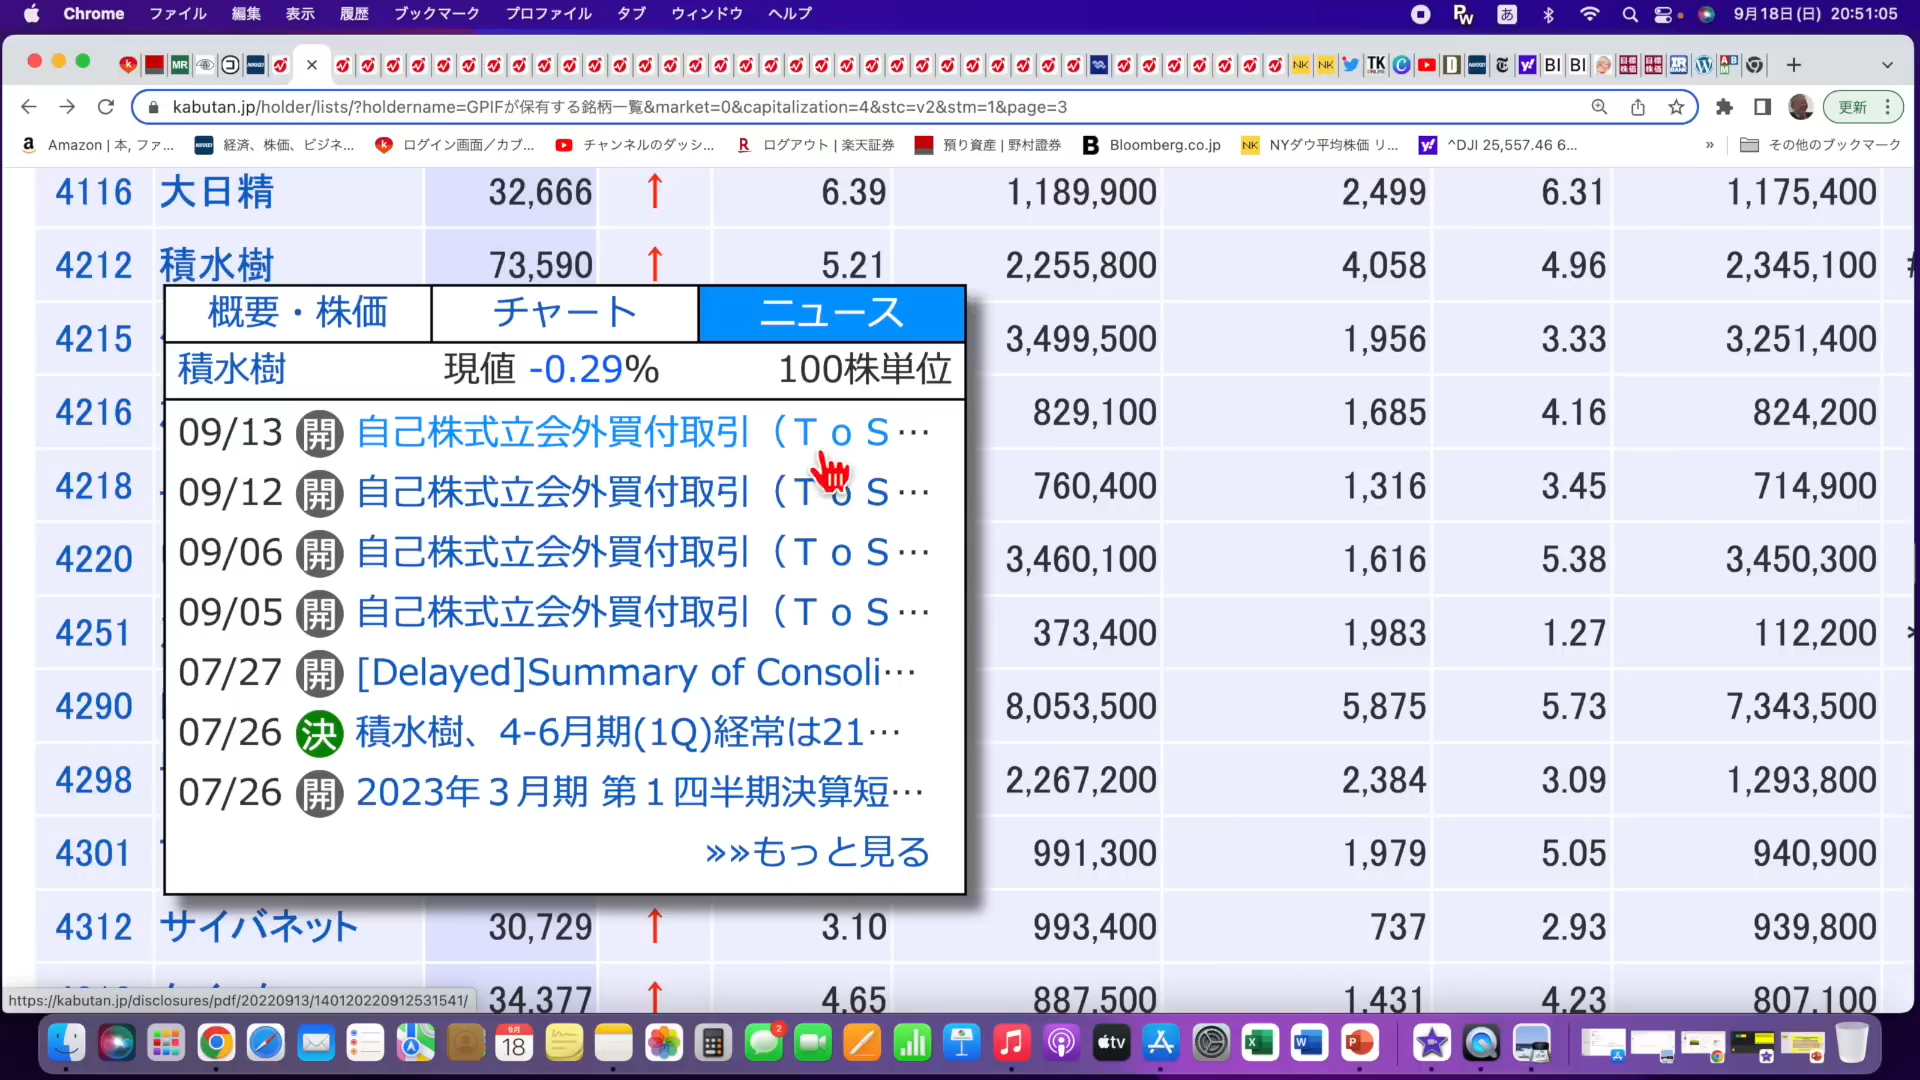 Chrome ファイル 編集 表示 履歴 ブックマーク プロファイル タブ ウィンドウ ヘルプ 9月18日(日) 20:51:05
kabutan.jp/holder/lists/?holdername=GPIFが保有する銘柄一覧&market=0&capitalization=4&stc=v2&stm=1&page=3 更新
Amazon | 本, ファ... 経済、株価、ビジネ... ログイン画面／カブ... チャンネルのダッシ... ログアウト | 楽天証券 預り資産 | 野村證券 Bloomberg.co.jp NYダウ平均株価 リ... ^DJI 25,557.46 6... » その他のブックマーク
4116 大日精 32,666 ↑ 6.39 1,189,900 2,499 6.31 1,175,400
4212 積水樹 73,590 ↑ 5.21 2,255,800 4,058 4.96 2,345,100
4215 3,499,500 1,956 3.33 3,251,400
4216 829,100 1,685 4.16 824,200
4218 760,400 1,316 3.45 714,900
4220 3,460,100 1,616 5.38 3,450,300
4251 373,400 1,983 1.27 112,200
4290 8,053,500 5,875 5.73 7,343,500
4298 2,267,200 2,384 3.09 1,293,800
4301 991,300 1,979 5.05 940,900
概要・株価 チャート ニュース
積水樹 現値 -0.29% 100株単位
09/13 開 自己株式立会外買付取引（ＴｏＳ…
09/12 開 自己株式立会外買付取引（ＴｏＳ…
09/06 開 自己株式立会外買付取引（ＴｏＳ…
09/05 開 自己株式立会外買付取引（ＴｏＳ…
07/27 開 [Delayed]Summary of Consoli…
07/26 決 積水樹、4-6月期(1Q)経常は21…
07/26 開 2023年３月期 第１四半期決算短…
»»もっと見る
4312 サイバネット 30,729 ↑ 3.10 993,400 737 2.93 939,800
34,377 ↑ 4.65 887,500 1,431 4.23 807,100
https://kabutan.jp/disclosures/pdf/20220913/140120220912531541/
9月 18 2 tv